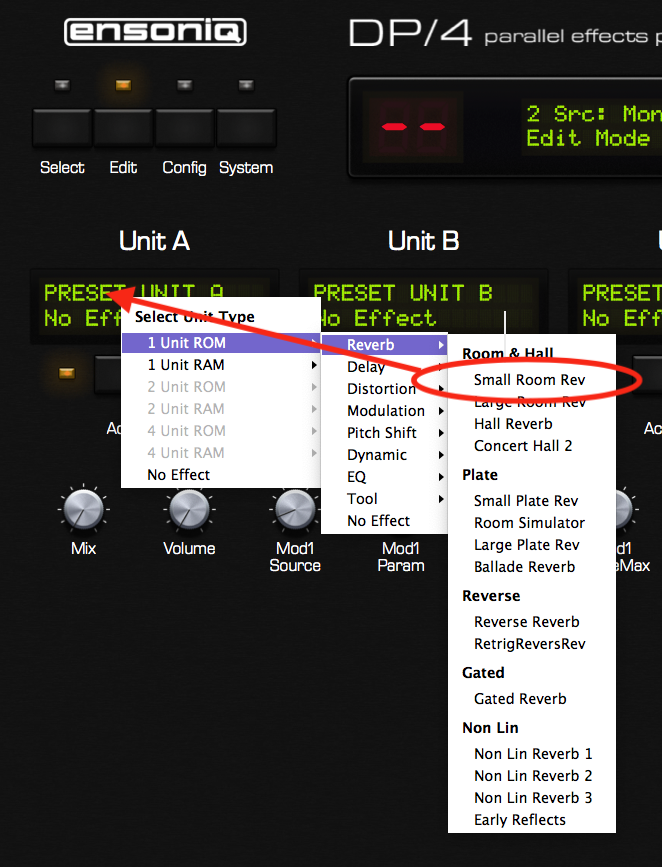 ensoniq
DP/4 parallel effects p
2 Src: Mon
Edit Mode
Select Edit Config System
Unit A Unit B
PRESET UNIT A
No Eff
PRESET UNIT B
No Effect
PRESET
No Eff
Select Unit Type
1 Unit ROM
1 Unit RAM
2 Unit ROM
2 Unit RAM
4 Unit ROM
4 Unit RAM
No Effect
Reverb
Delay
Distortion
Modulation
Pitch Shift
Dynamic
EQ
Tool
No Effect
Room & Hall
Small Room Rev
Large Room Rev
Hall Reverb
Concert Hall 2
Plate
Small Plate Rev
Room Simulator
Large Plate Rev
Ballade Reverb
Reverse
Reverse Reverb
RetrigReversRev
Gated
Gated Reverb
Non Lin
Non Lin Reverb 1
Non Lin Reverb 2
Non Lin Reverb 3
Early Reflects
Ac
Ac
Mix
Volume
Mod1
Source
Mod1
Param
d1
eMax